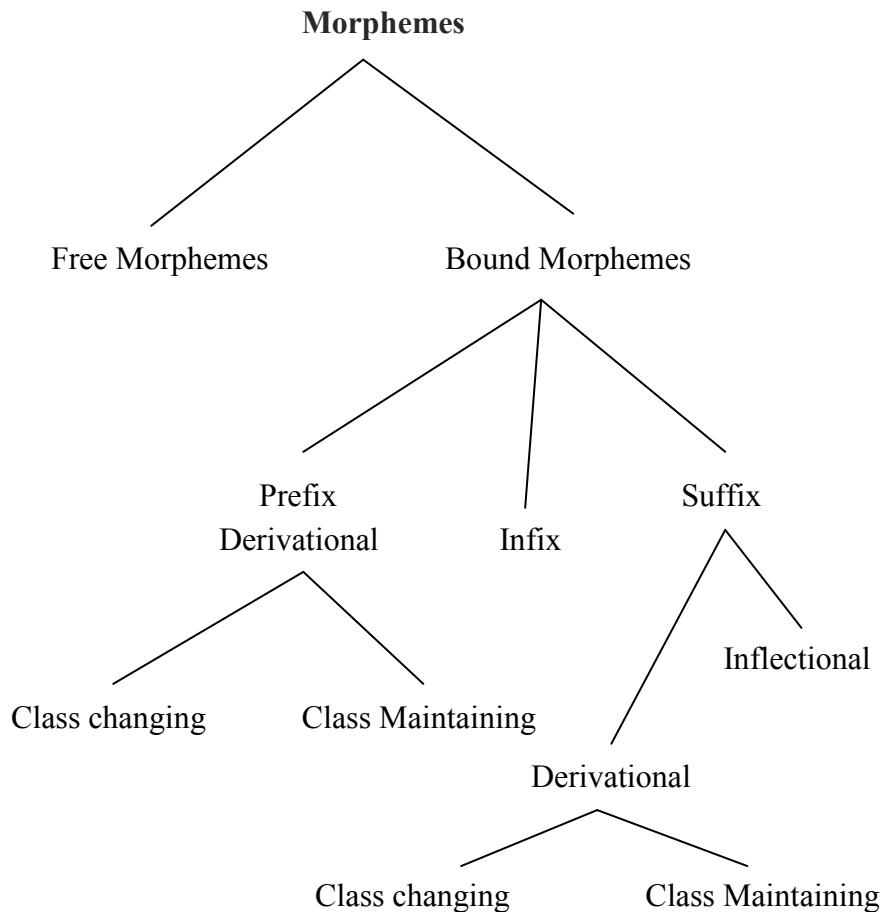 Morphemes
Free Morphemes
Bound Morphemes
Prefix
Derivational
Infix
Suffix
Inflectional
Class changing
Class Maintaining
Derivational
Class changing
Class Maintaining